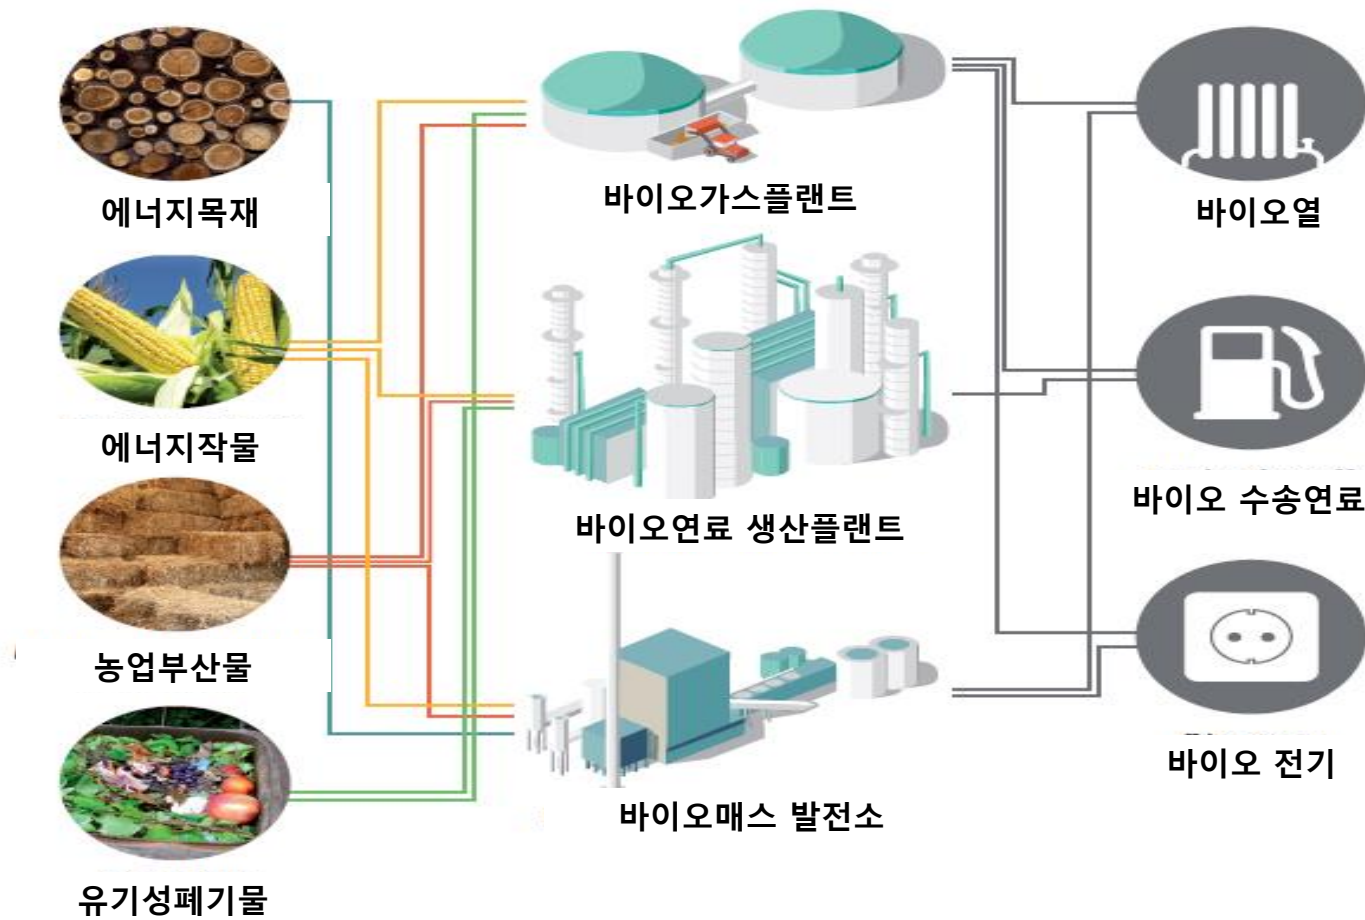 에너지목재
바이오가스플랜트
바이오열
에너지작물
바이오 수송연료
바이오연료 생산플랜트
농업부산물
바이오 전기
바이오매스 발전소
유기성폐기물